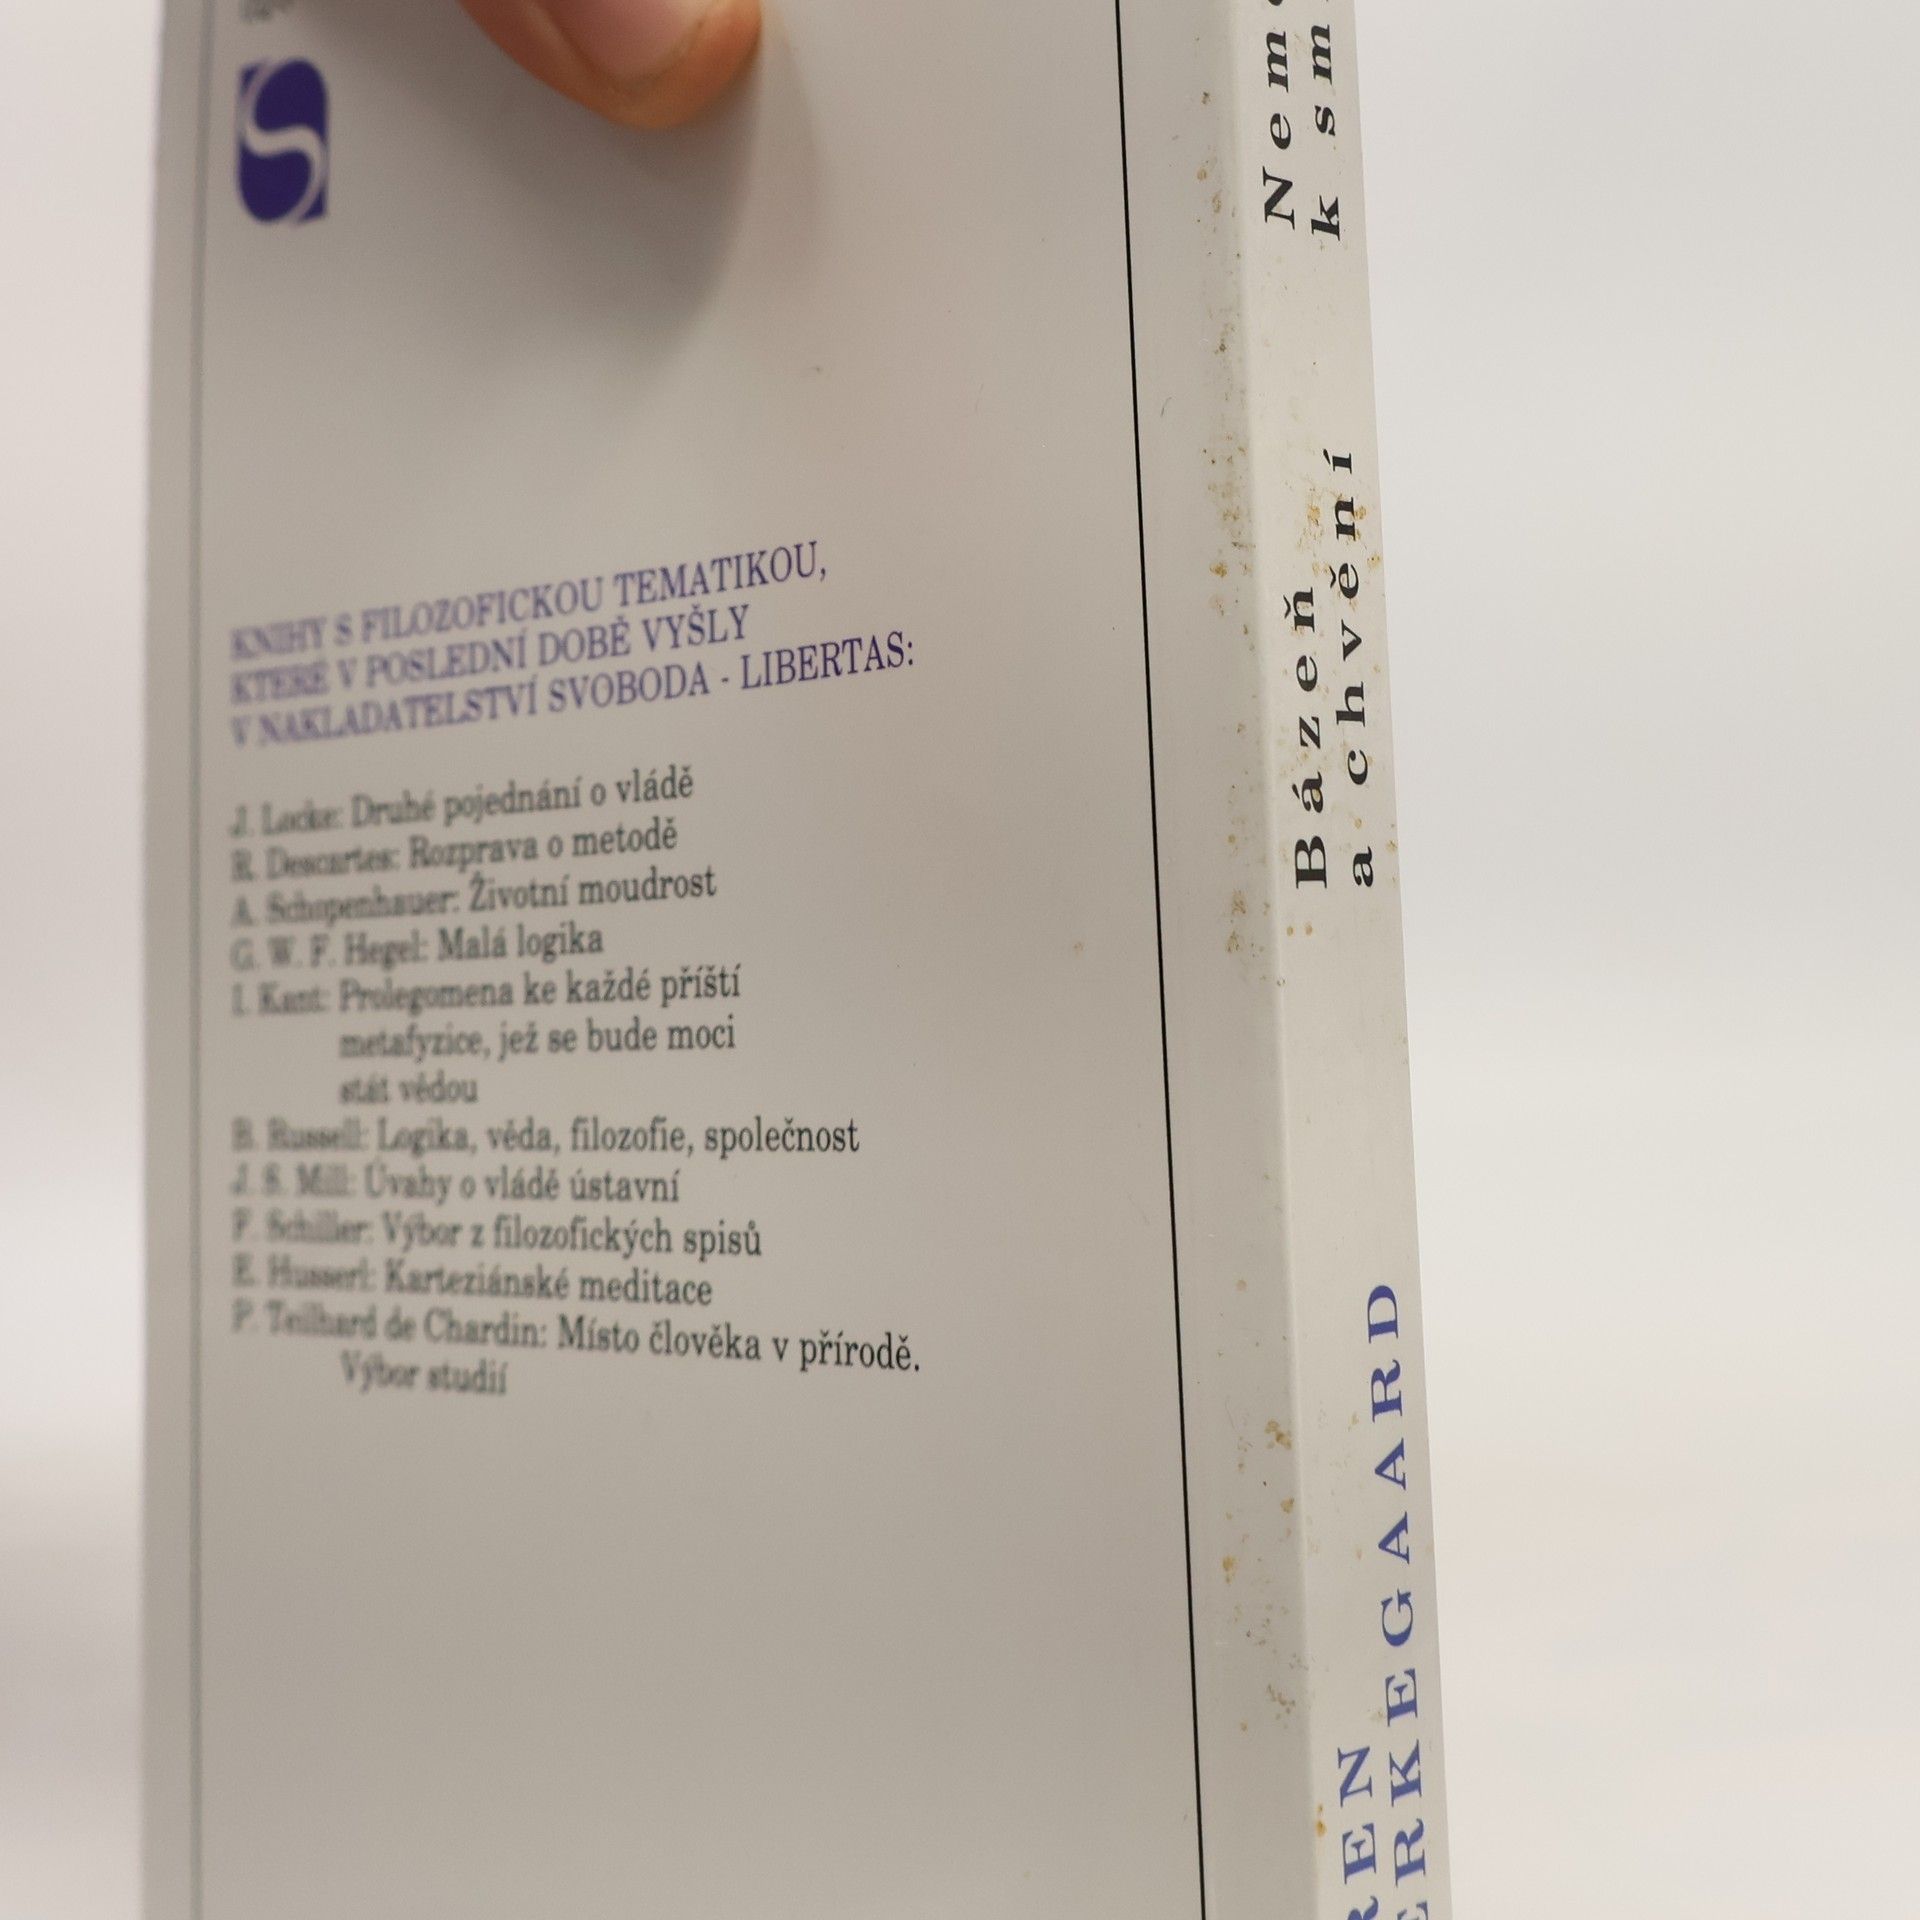 KNIHY S FILOZOFICKOU TEMATIKOU,
KTERÉ V POSLEDNÍ DOBĚ VYŠLY
V NAKLADATELSTVÍ SVOBODA - LIBERTAS:
J. Locke: Druhé pojednání o vládě
R. Descartes: Rozprava o metodě
A. Schopenhauer: Životní moudrost
G. W. F. Hegel: Malá logika
I. Kant: Prolegomena ke každé příští
metafyzice, jež se bude moci
stát vědou
B. Russell: Logika, věda, filozofie, společnost
J. S. Mill: Úvahy o vládě ústavní
F. Schiller: Výbor z filozofických spisů
E. Husserl: Karteziánské meditace
P. Teilhard de Chardin: Místo člověka v přírodě.
Výbor studií
REN
ERKEGAARD
Bázeň
a chvění
Nem
k sm